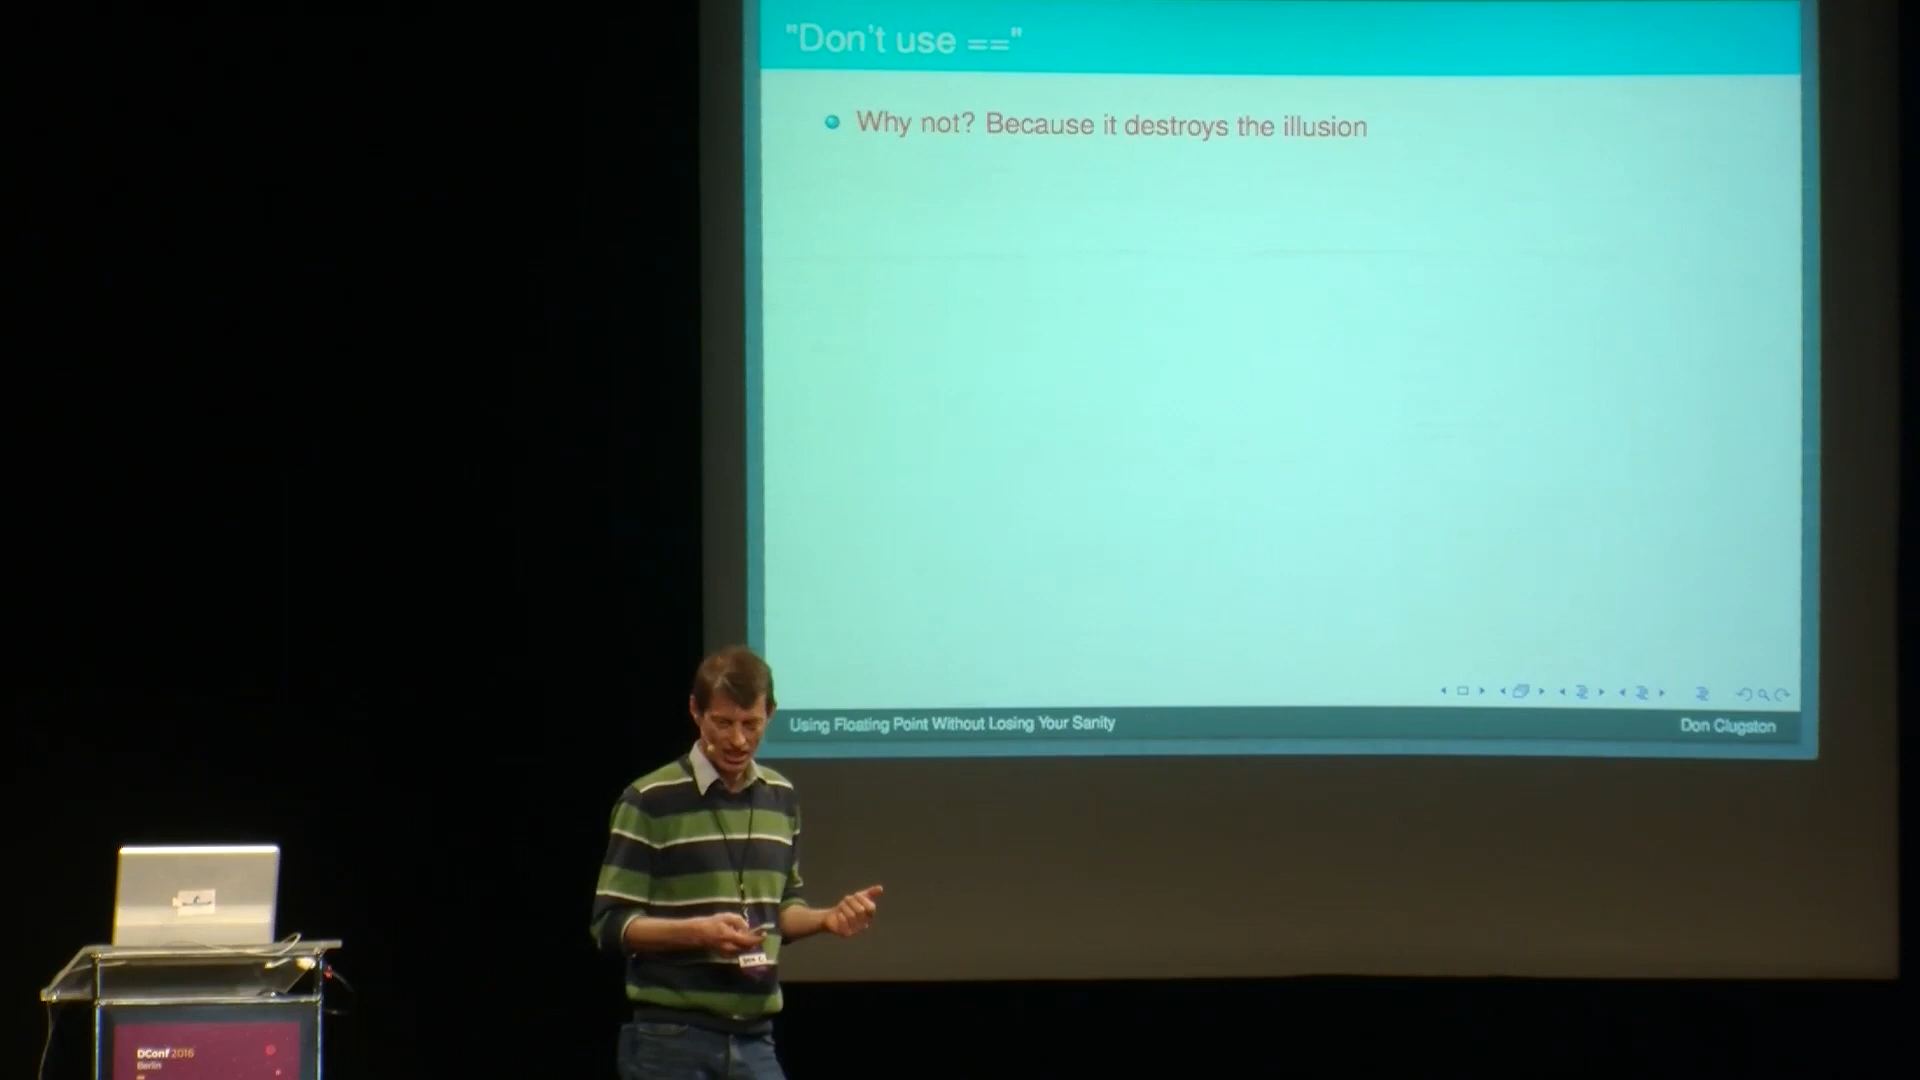 "Don't use =="
Why not? Because it destroys the illusion
Using Floating Point Without Losing Your Sanity
Don Clugston
DConf 2016
Berlin